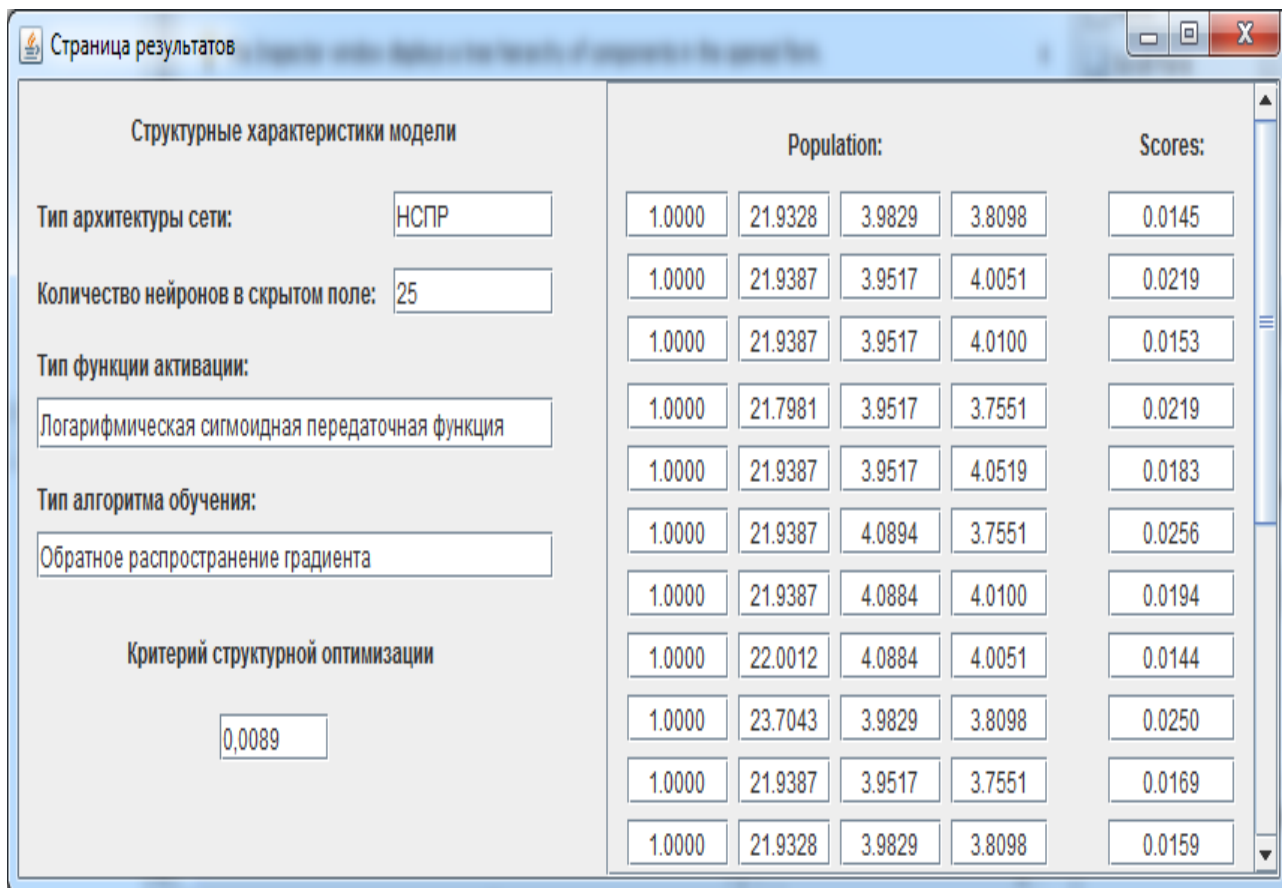 Страница результатов
Структурные характеристики модели
Тип архитектуры сети: НСПР
Количество нейронов в скрытом поле: 25
Тип функции активации:
Логарифмическая сигмоидная передаточная функция
Тип алгоритма обучения:
Обратное распространение градиента
Критерий структурной оптимизации
0,0089
Population: Scores:
1.0000 21.9328 3.9829 3.8098 0.0145
1.0000 21.9387 3.9517 4.0051 0.0219
1.0000 21.9387 3.9517 4.0100 0.0153
1.0000 21.7981 3.9517 3.7551 0.0219
1.0000 21.9387 3.9517 4.0519 0.0183
1.0000 21.9387 4.0894 3.7551 0.0256
1.0000 21.9387 4.0884 4.0100 0.0194
1.0000 22.0012 4.0884 4.0051 0.0144
1.0000 23.7043 3.9829 3.8098 0.0250
1.0000 21.9387 3.9517 3.7551 0.0169
1.0000 21.9328 3.9829 3.8098 0.0159